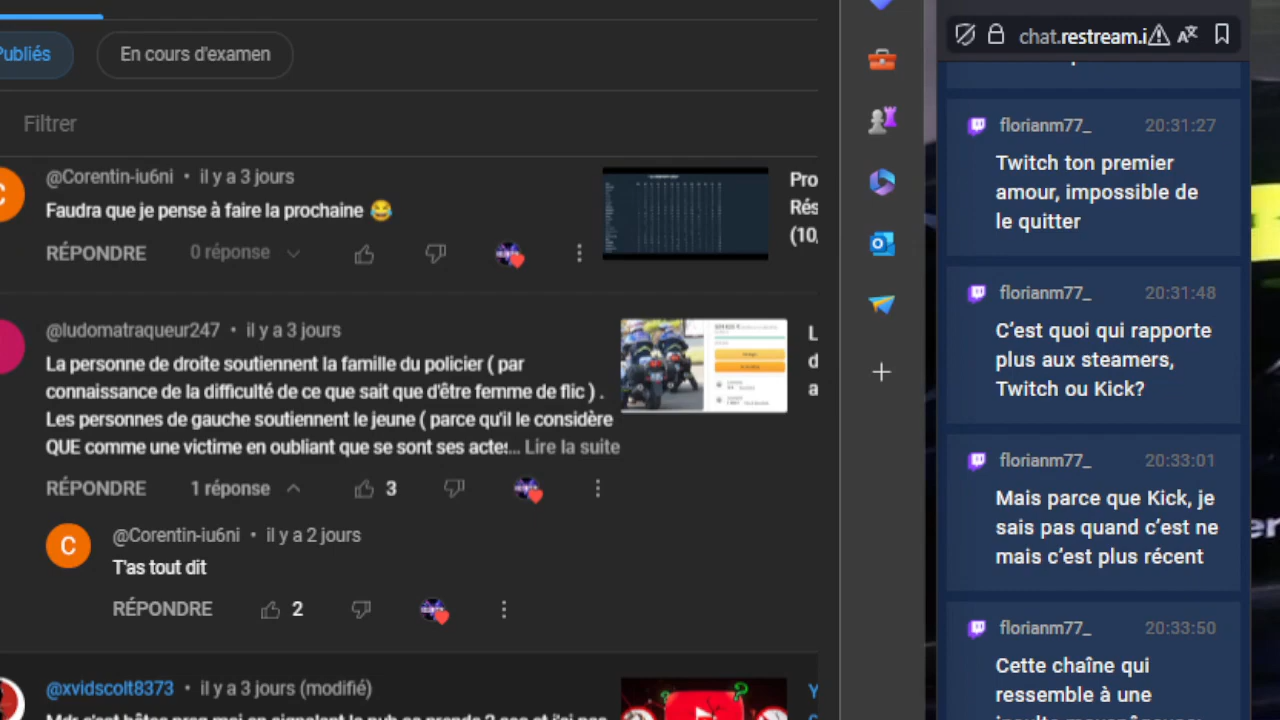 Publiés
En cours d'examen
Filtrer
@Corentin-iu6ni • il y a 3 jours
Faudra que je pense à faire la prochaine 😂
RÉPONDRE 0 réponse
Pro
Rés
(10,
@ludomatraqueur247 • il y a 3 jours
La personne de droite soutiennent la famille du policier ( par
connaissance de la difficulté de ce que sait que d'être femme de flic ) .
Les personnes de gauche soutiennent le jeune ( parce qu'il le considère
QUE comme une victime en oubliant que se sont ses acte:... Lire la suite
RÉPONDRE 1 réponse 3
L
d
a
C
@Corentin-iu6ni • il y a 2 jours
T'as tout dit
RÉPONDRE 2
@xvidscolt8373 • il y a 3 jours (modifié)
chat.restream.i
florianm77_ 20:31:27
Twitch ton premier
amour, impossible de
le quitter
florianm77_ 20:31:48
C'est quoi qui rapporte
plus aux steamers,
Twitch ou Kick?
florianm77_ 20:33:01
Mais parce que Kick, je
sais pas quand c'est ne
mais c'est plus récent
florianm77_ 20:33:50
Cette chaîne qui
ressemble à une